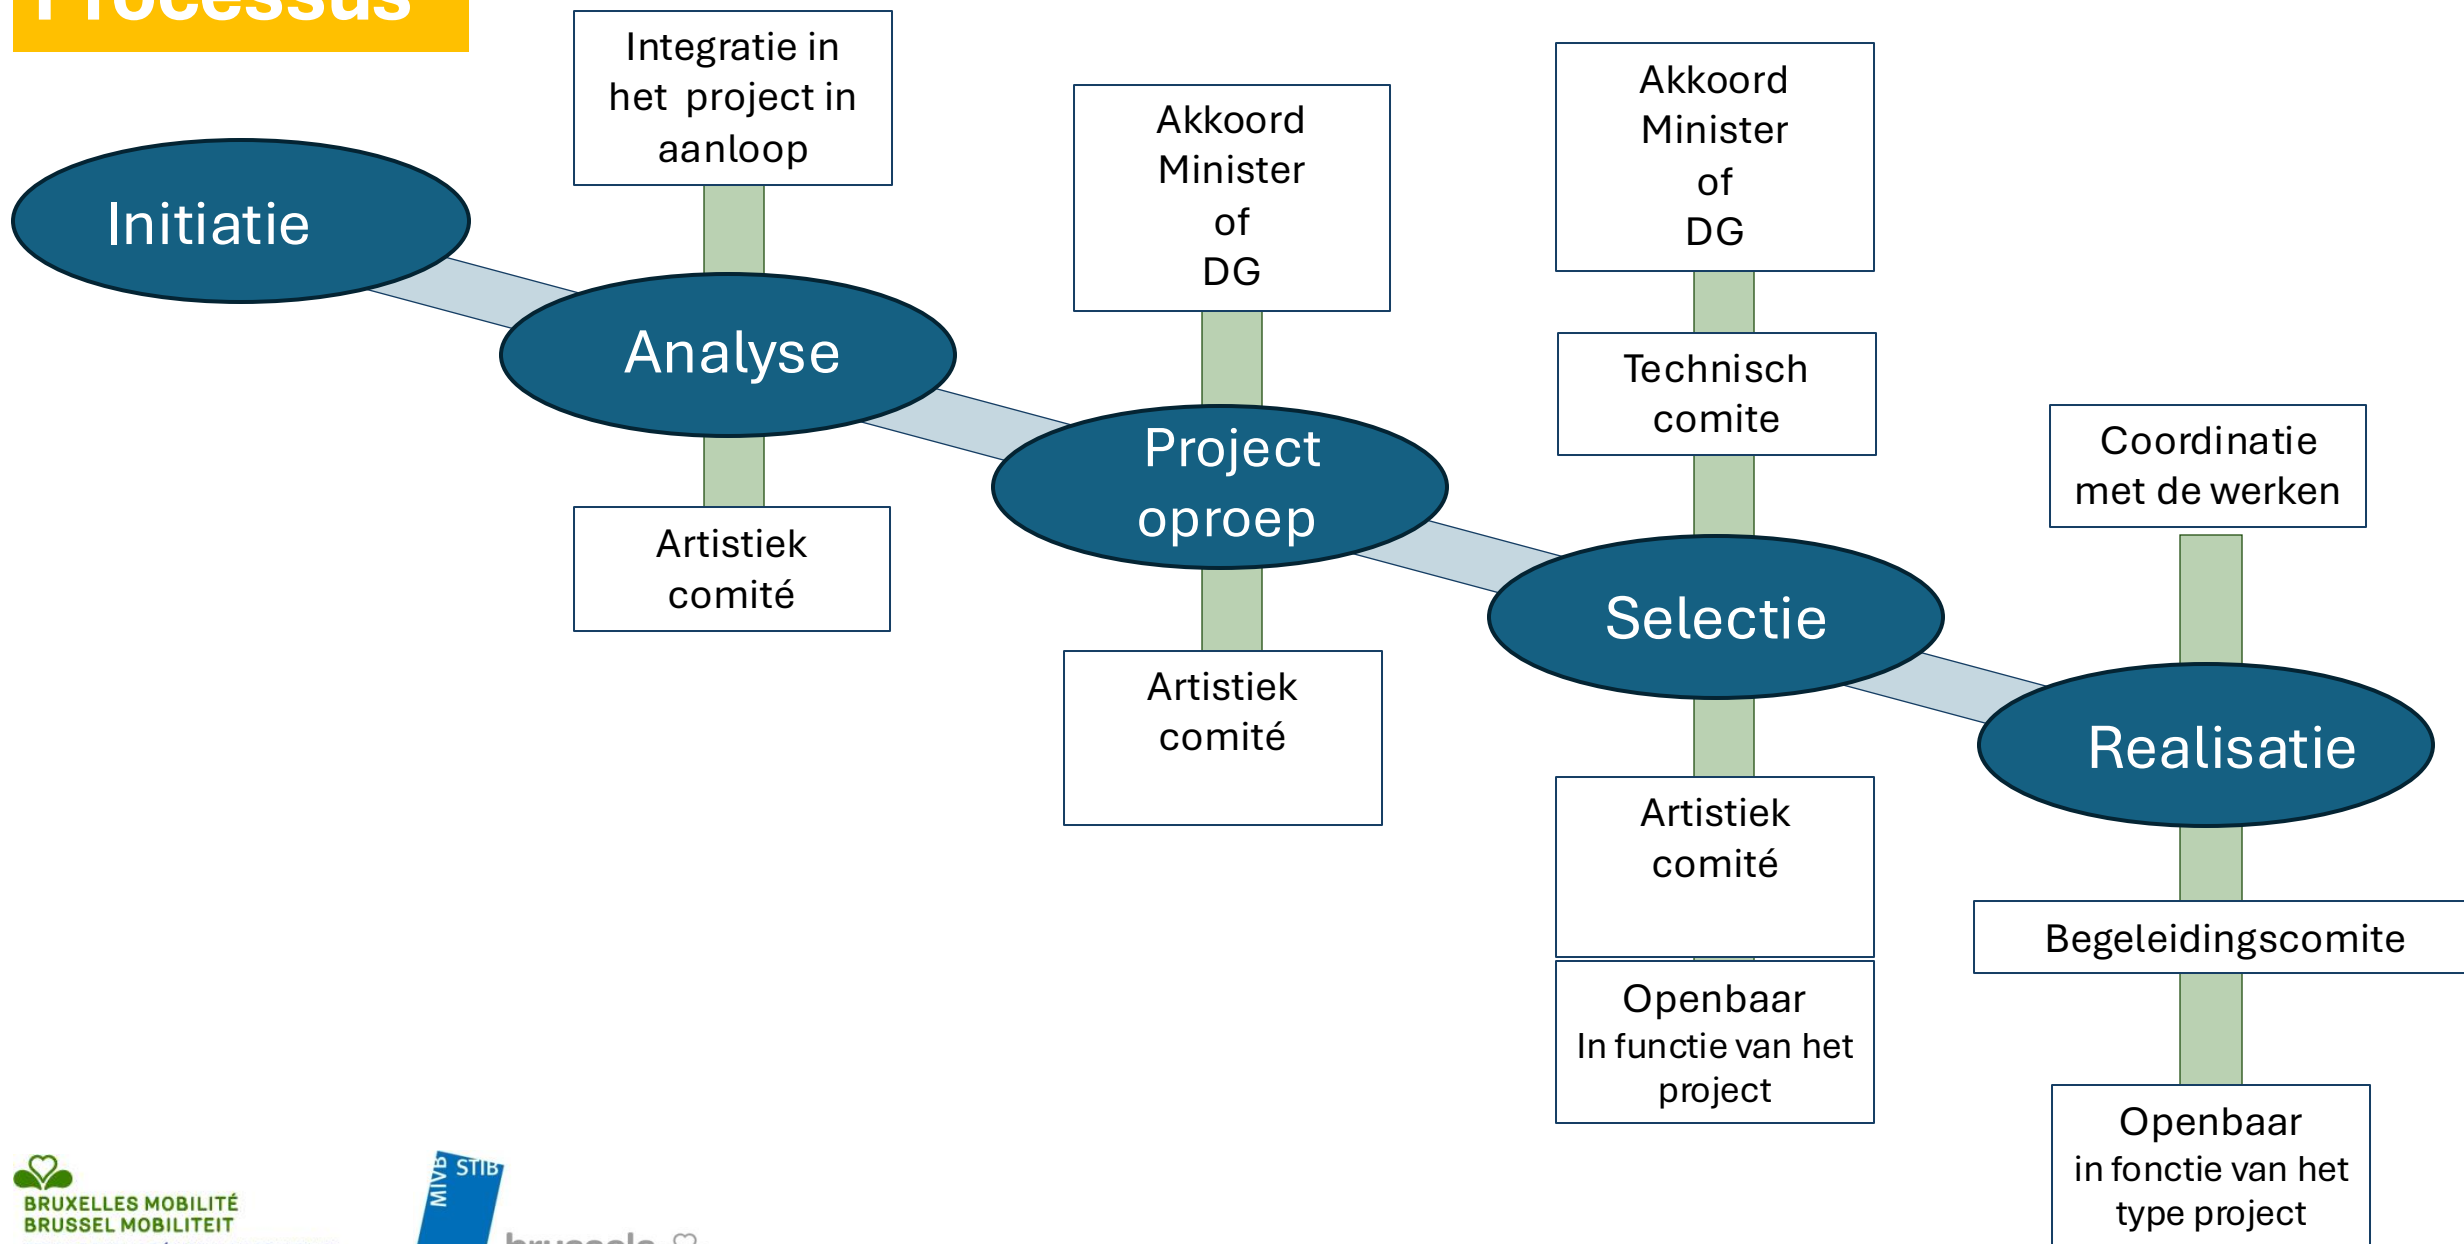 Processus
Integratie in
het project in
aanloop
Initiatie
Analyse
Artistiek
comité
Akkoord
Minister
of
DG
Project
oproep
Artistiek
comité
Akkoord
Minister
of
DG
Technisch
comite
Selectie
Artistiek
comité
Openbaar
In functie van het
project
Coordinatie
met de werken
Realisatie
Begeleidingscomite
Openbaar
in fonctie van het
type project
BRUXELLES MOBILITÉ
BRUSSEL MOBILITEIT
MIVB
STIB
brussels